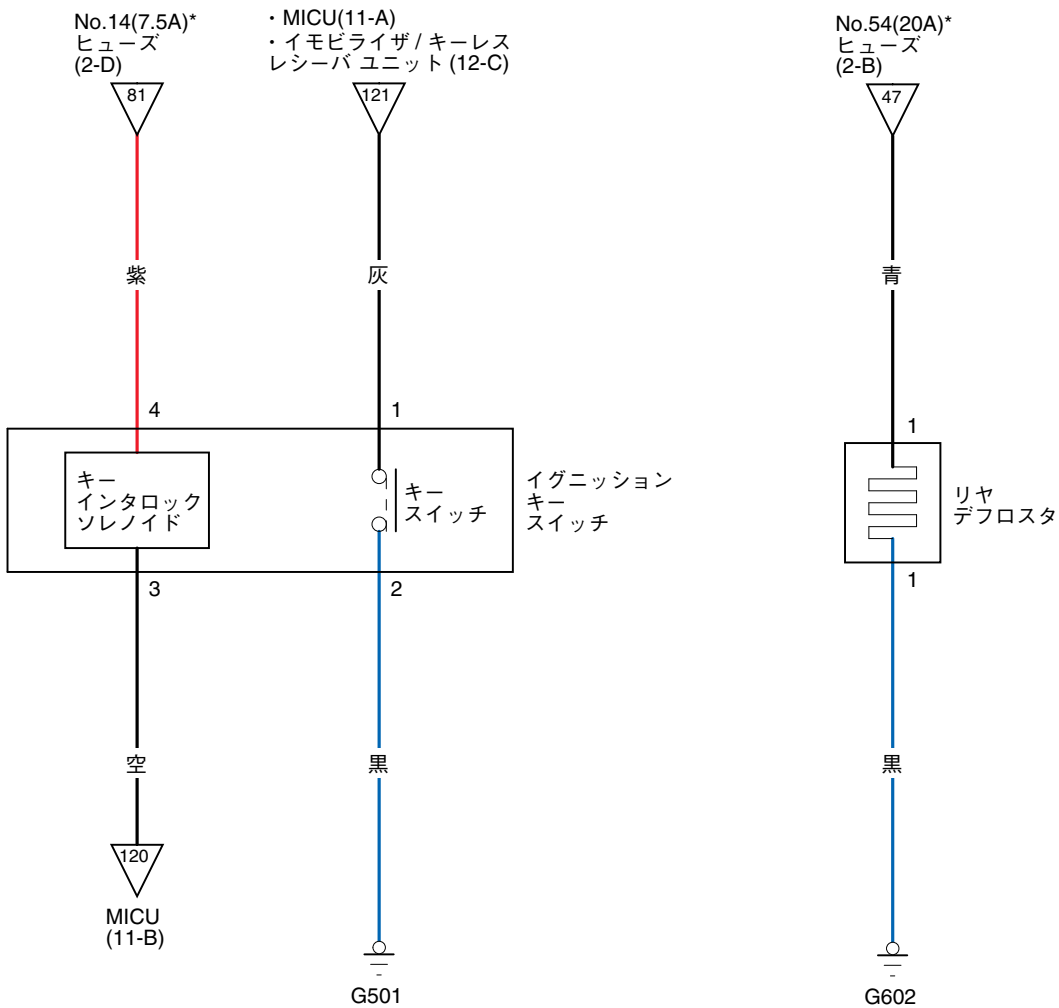 No.14(7.5A)*
ヒューズ
(2-D)
81
紫
4
キー
インタロック
ソレノイド
3
空
120
MICU
(11-B)
・MICU(11-A)
・イモビライザ / キーレス
レシーバ ユニット (12-C)
121
灰
1
キー
スイッチ
イグニッション
キー
スイッチ
2
黒
G501
No.54(20A)*
ヒューズ
(2-B)
47
青
1
リヤ
デフロスタ
1
黒
G602